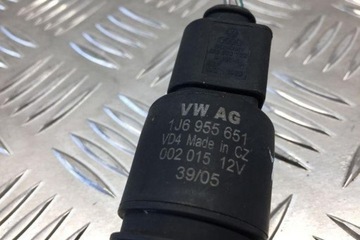 VW AG
1J6 955 651
VD4 Made in CZ
002 015 12V
39/05